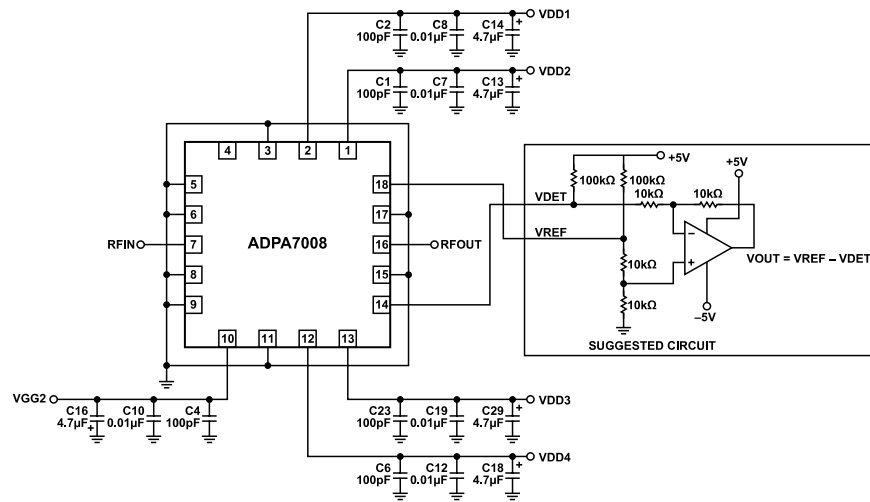 C2
100pF
C8
0.01µF
C14
4.7µF
+
VDD1
C1
100pF
C7
0.01µF
C13
4.7µF
+
VDD2
4
3
2
1
5
6
RFIN
7
8
9
ADPA7008
18
17
16
RFOUT
15
14
10
11
12
13
VDET
VREF
+5V
+5V
100kΩ
100kΩ
10kΩ
10kΩ
−
+
10kΩ
10kΩ
VOUT = VREF – VDET
–5V
SUGGESTED CIRCUIT
VGG2
C16
4.7µF
+
C10
0.01µF
C4
100pF
C23
100pF
C19
0.01µF
C29
4.7µF
+
VDD3
C6
100pF
C12
0.01µF
C18
4.7µF
+
VDD4